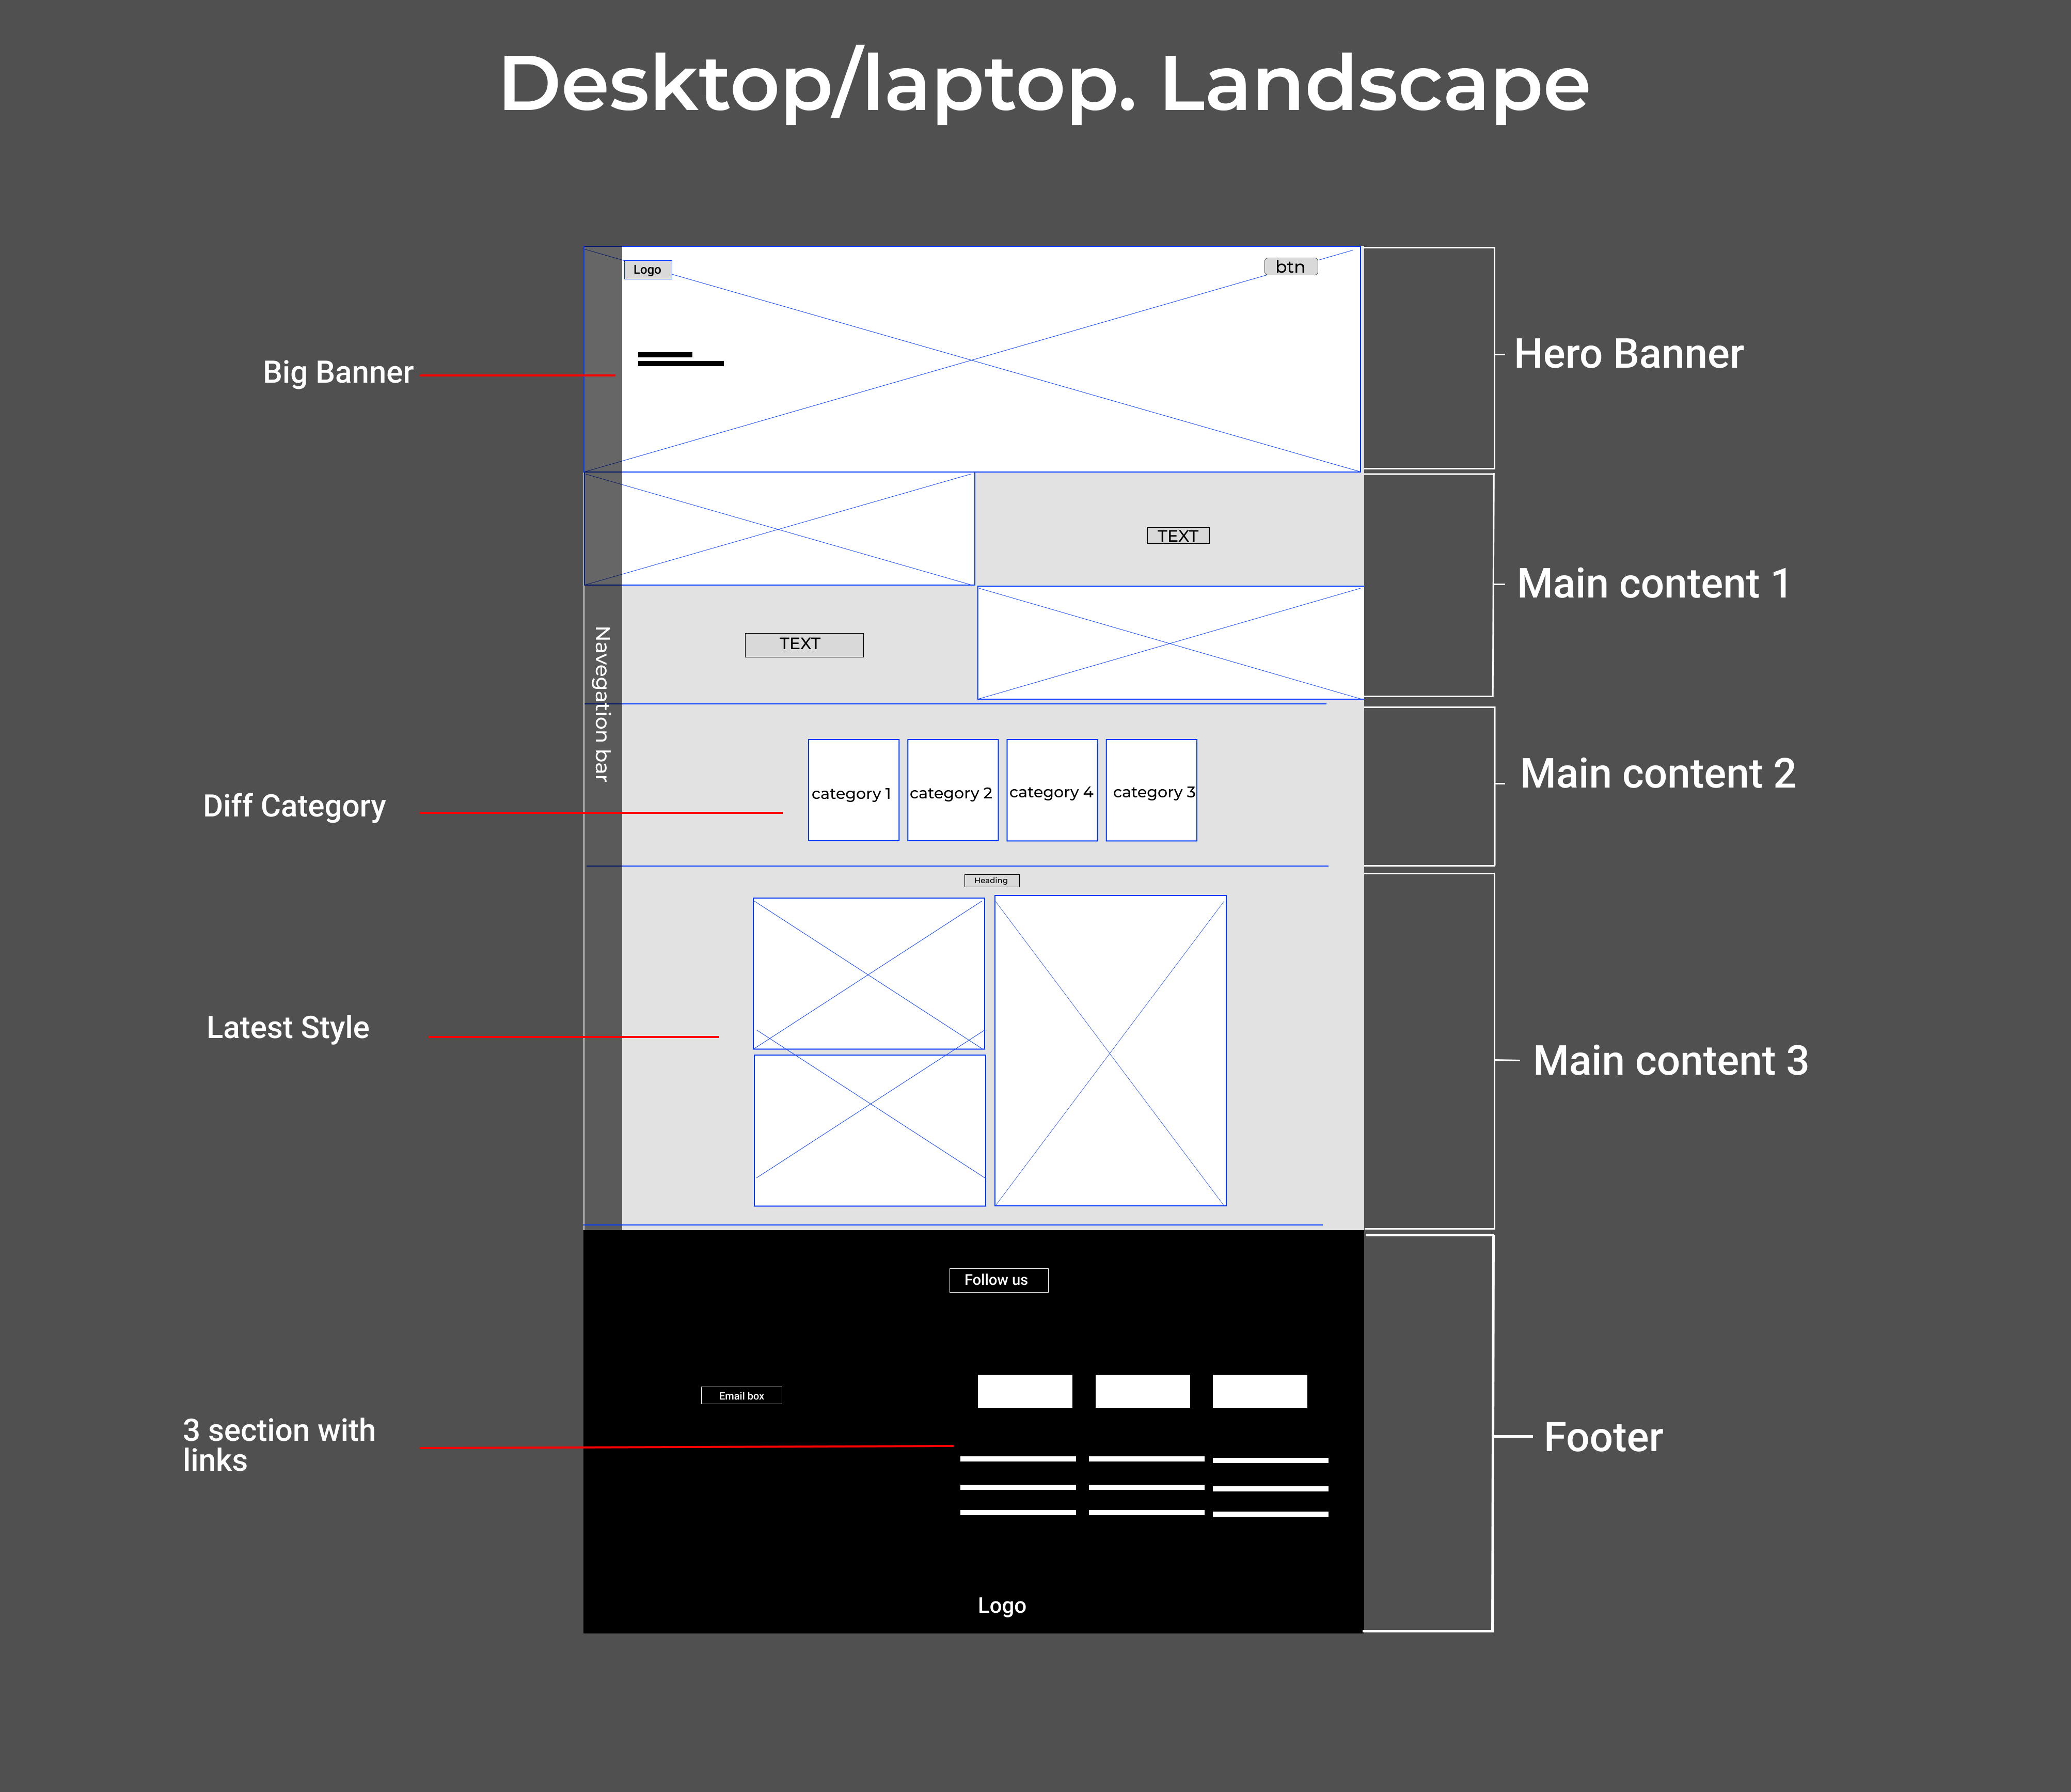 Desktop/laptop. Landscape
Logo
btn
Big Banner
Hero Banner
TEXT
Main content 1
TEXT
Navegation bar
Main content 2
category 1
category 2
category 4
category 3
Diff Category
Heading
Latest Style
Main content 3
Follow us
Email box
3 section with
links
Footer
Logo